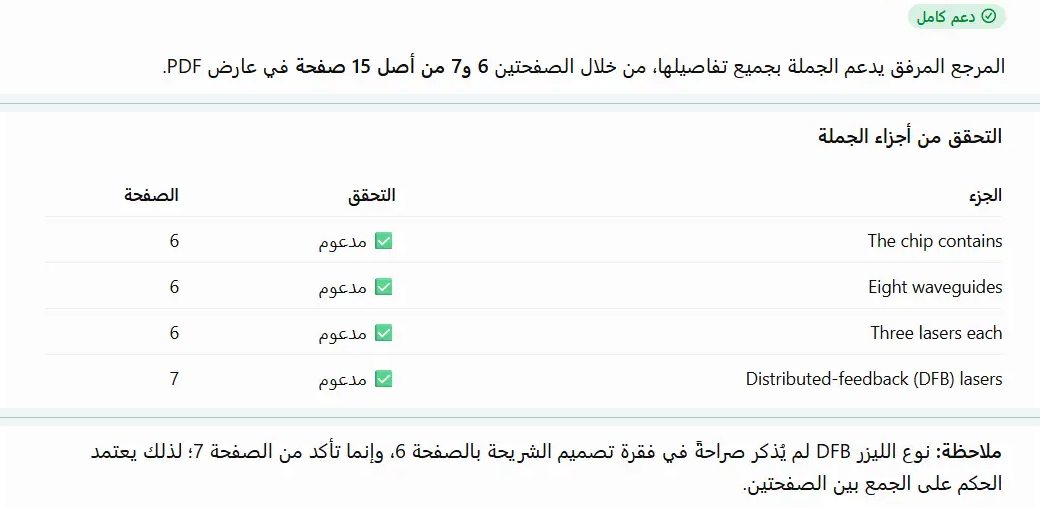 دعم كامل
المرجع المرفق يدعم الجملة بجميع تفاصيلها، من خلال الصفحتين 6 و7 من أصل 15 صفحة في عارض PDF.
التحقق من أجزاء الجملة
الجزء التحقق الصفحة
The chip contains ✅ مدعوم 6
Eight waveguides ✅ مدعوم 6
Three lasers each ✅ مدعوم 6
Distributed-feedback (DFB) lasers ✅ مدعوم 7
ملاحظة: نوع الليزر DFB لم يُذكر صراحةً في فقرة تصميم الشريحة بالصفحة 6، وإنما تأكد من الصفحة 7؛ لذلك يعتمد
الحكم على الجمع بين الصفحتين.